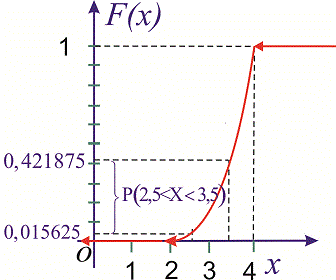 F(x)
1
0,421875
P(2,5<X<3,5)
0,015625
O
1 2 3 4 x